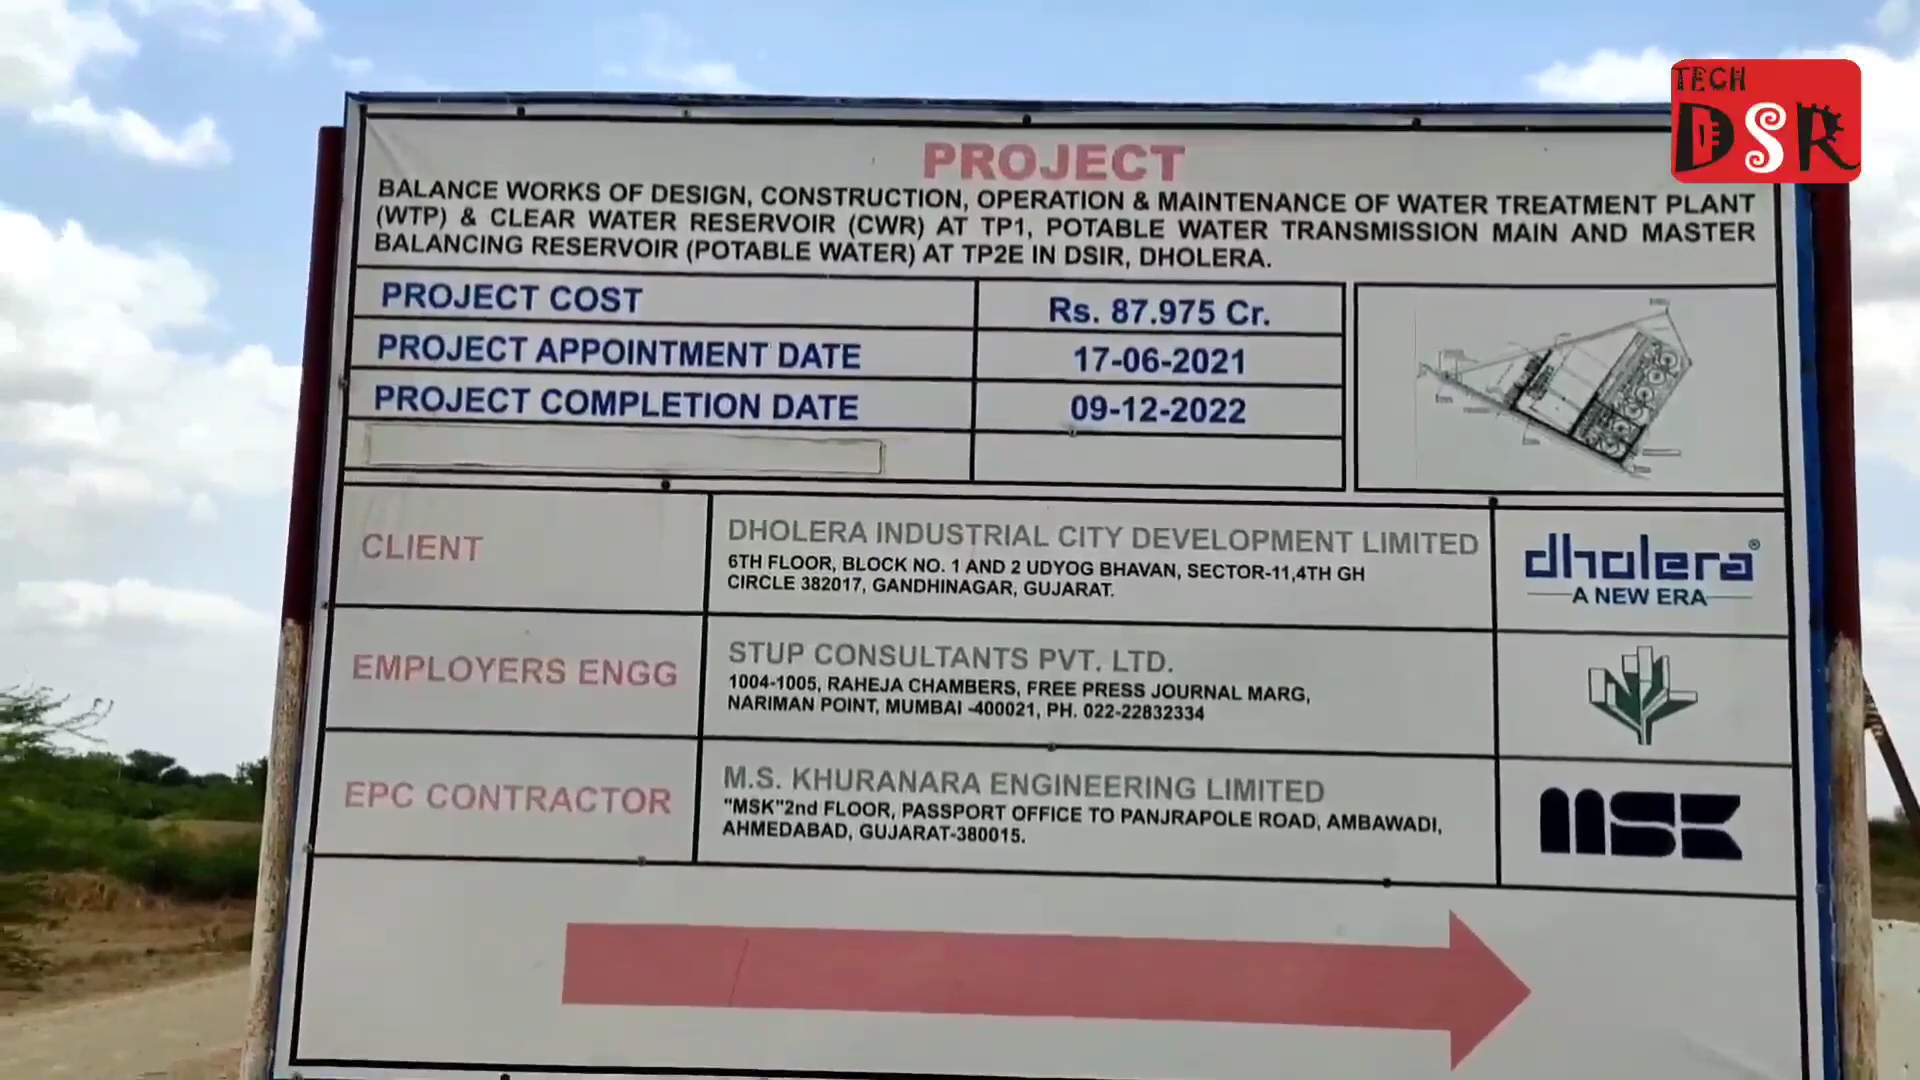 TECH
DSR
PROJECT
BALANCE WORKS OF DESIGN, CONSTRUCTION, OPERATION & MAINTENANCE OF WATER TREATMENT PLANT
(WTP) & CLEAR WATER RESERVOIR (CWR) AT TP1, POTABLE WATER TRANSMISSION MAIN AND MASTER
BALANCING RESERVOIR (POTABLE WATER) AT TP2E IN DSIR, DHOLERA.
PROJECT COST Rs. 87.975 Cr.
PROJECT APPOINTMENT DATE 17-06-2021
PROJECT COMPLETION DATE 09-12-2022
CLIENT
DHOLERA INDUSTRIAL CITY DEVELOPMENT LIMITED
6TH FLOOR, BLOCK NO. 1 AND 2 UDYOG BHAVAN, SECTOR-11,4TH GH
CIRCLE 382017, GANDHINAGAR, GUJARAT.
dholera®
A NEW ERA
EMPLOYERS ENGG
STUP CONSULTANTS PVT. LTD.
1004-1005, RAHEJA CHAMBERS, FREE PRESS JOURNAL MARG,
NARIMAN POINT, MUMBAI -400021, PH. 022-22832334
EPC CONTRACTOR
M.S. KHURANARA ENGINEERING LIMITED
"MSK"2nd FLOOR, PASSPORT OFFICE TO PANJRAPOLE ROAD, AMBAWADI,
AHMEDABAD, GUJARAT-380015.
MSK